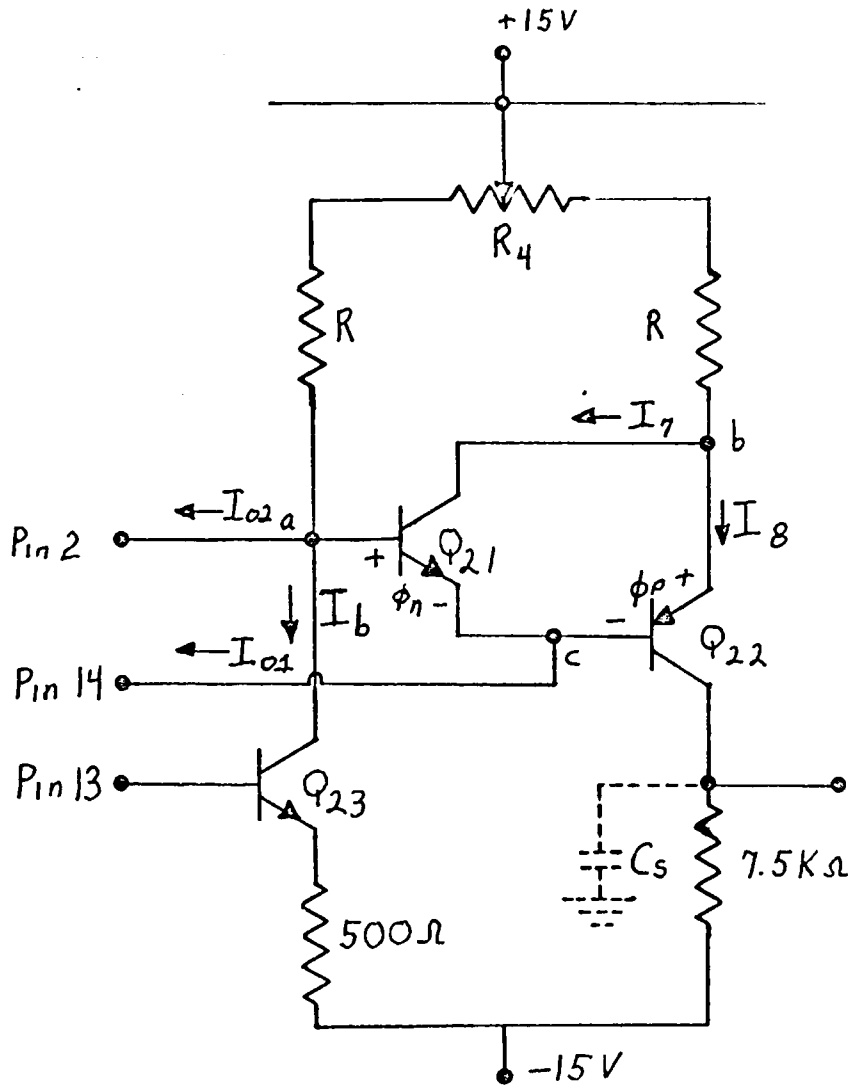 +15V
R4
R
R
I7
b
I02
a
Pin 2
Q21
I8
+
ϕn -
ϕp +
-
Ib
I01
c
Q22
Pin 14
Pin 13
Q23
Cs
7.5KΩ
500Ω
-15V